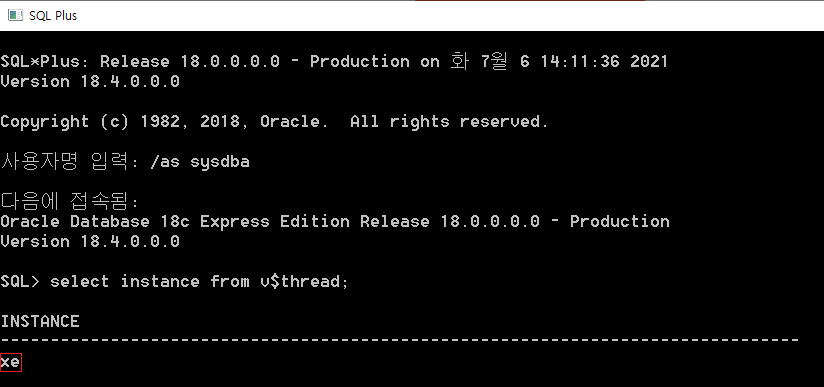 SQL Plus
SQL*Plus: Release 18.0.0.0.0 - Production on 화 7월 6 14:11:36 2021
Version 18.4.0.0.0
Copyright (c) 1982, 2018, Oracle.  All rights reserved.
사용자명 입력: /as sysdba
다음에 접속됨:
Oracle Database 18c Express Edition Release 18.0.0.0.0 - Production
Version 18.4.0.0.0
SQL> select instance from v$thread;
INSTANCE
--------------------------------------------------------------------------------
xe